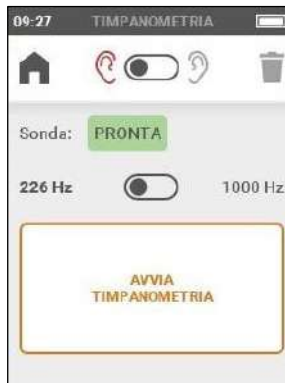 09:27 TIMPANOMETRIA
Sonda: PRONTA
226 Hz 1000 Hz
AVVIA
TIMPANOMETRIA